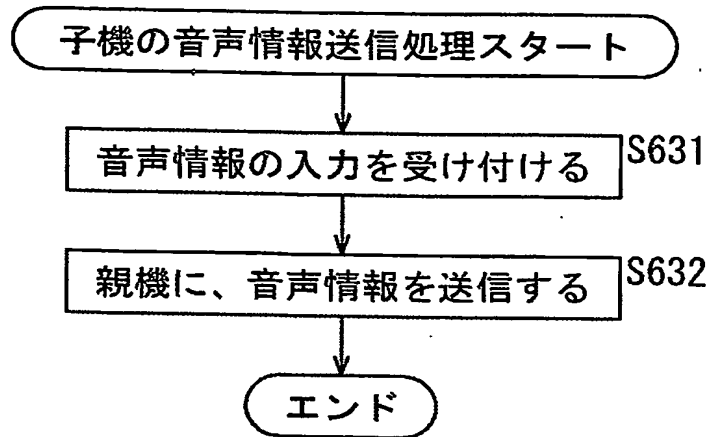 子機の音声情報送信処理スタート
音声情報の入力を受け付ける
S631
親機に、音声情報を送信する
S632
エンド